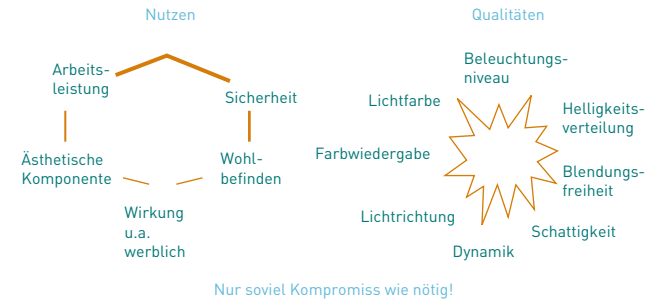 Nutzen
Arbeits-
leistung
Sicherheit
Ästhetische
Komponente
Wohl-
befinden
Wirkung
u.a.
werblich
Qualitäten
Beleuchtungs-
niveau
Lichtfarbe
Helligkeits-
verteilung
Farbwiedergabe
Blendungs-
freiheit
Lichtrichtung
Schattigkeit
Dynamik
Nur soviel Kompromiss wie nötig!